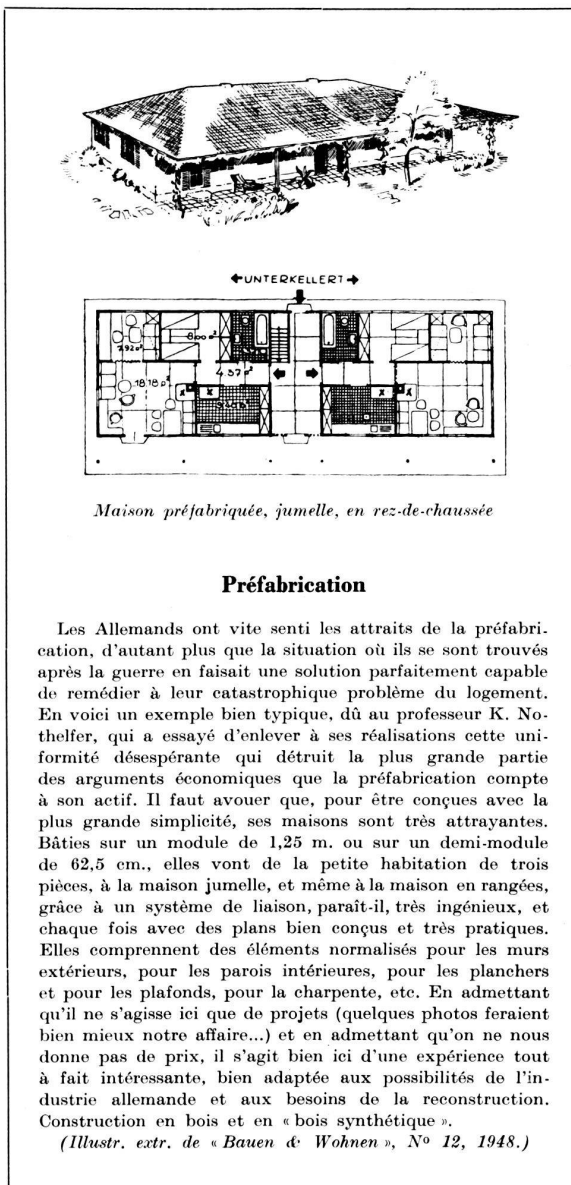 ←UNTERKELLERT→
7.92 m²
8.00 m²
4.37 m²
18.18 m²
Maison préfabriquée, jumelle, en rez-de-chaussée
Préfabrication
Les Allemands ont vite senti les attraits de la préfabri-
cation, d'autant plus que la situation où ils se sont trouvés
après la guerre en faisait une solution parfaitement capable
de remédier à leur catastrophique problème du logement.
En voici un exemple bien typique, dû au professeur K. No-
thelfer, qui a essayé d'enlever à ses réalisations cette uni-
formité désespérante qui détruit la plus grande partie
des arguments économiques que la préfabrication compte
à son actif. Il faut avouer que, pour être conçues avec la
plus grande simplicité, ses maisons sont très attrayantes.
Bâties sur un module de 1,25 m. ou sur un demi-module
de 62,5 cm., elles vont de la petite habitation de trois
pièces, à la maison jumelle, et même à la maison en rangées,
grâce à un système de liaison, paraît-il, très ingénieux, et
chaque fois avec des plans bien conçus et très pratiques.
Elles comprennent des éléments normalisés pour les murs
extérieurs, pour les parois intérieures, pour les planchers
et pour les plafonds, pour la charpente, etc. En admettant
qu'il ne s'agisse ici que de projets (quelques photos feraient
bien mieux notre affaire...) et en admettant qu'on ne nous
donne pas de prix, il s'agit bien ici d'une expérience tout
à fait intéressante, bien adaptée aux possibilités de l'in-
dustrie allemande et aux besoins de la reconstruction.
Construction en bois et en « bois synthétique ».
(Illustr. extr. de « Bauen & Wohnen », Nº 12, 1948.)